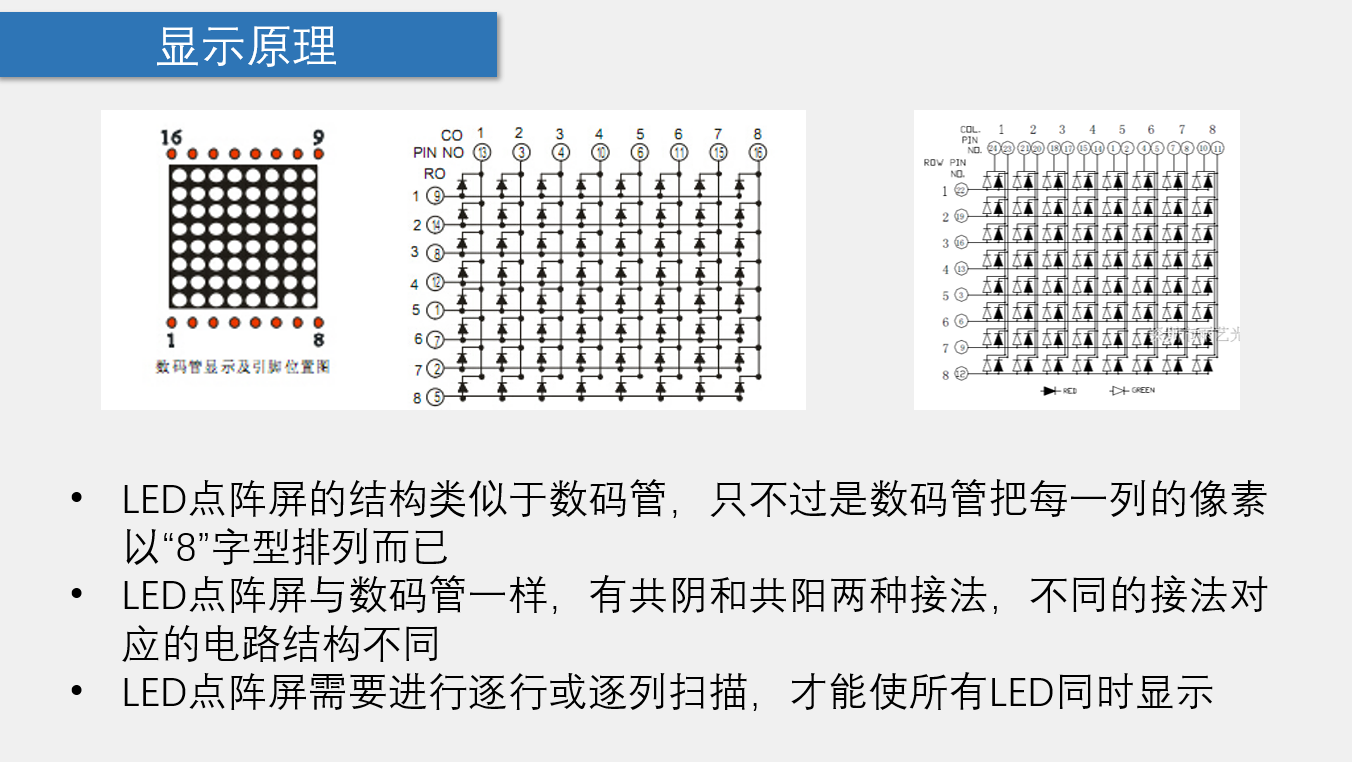 显示原理
16 9
1 8
数码管显示及引脚位置图
CO 1 2 3 4 5 6 7 8
PIN NO 13 3 4 10 6 11 15 16
RO
1 9
2 14
3 8
4 12
5 1
6 7
7 2
8 5
COL. 1 2 3 4 5 6 7 8
PIN
NO. 24 23 21 20 18 17 15 14 1 2 4 5 7 8 10 11
ROW PIN
NO.
1 22
2 19
3 16
4 13
5 3
6 6
7 9
8 12
RED GREEN
• LED点阵屏的结构类似于数码管，只不过是数码管把每一列的像素
以“8”字型排列而已
• LED点阵屏与数码管一样，有共阴和共阳两种接法，不同的接法对
应的电路结构不同
• LED点阵屏需要进行逐行或逐列扫描，才能使所有LED同时显示